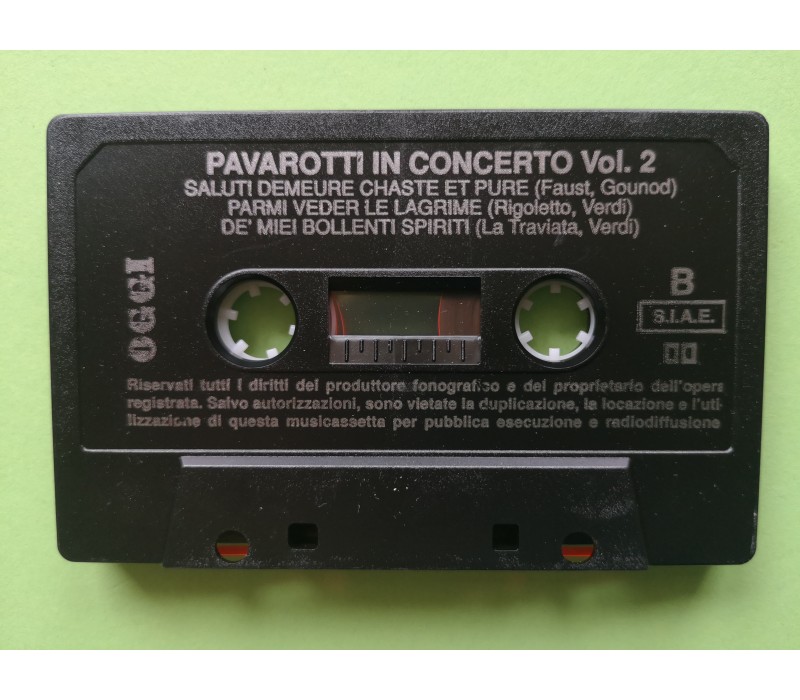 PAVAROTTI IN CONCERTO Vol. 2
SALUT! DEMEURE CHASTE ET PURE (Faust, Gounod)
PARMI VEDER LE LAGRIME (Rigoletto, Verdi)
DE' MIEI BOLLENTI SPIRITI (La Traviata, Verdi)
OGGI
B
S.I.A.E.
Riservati tutti i diritti del produttore fonografico e del proprietario dell'opera
registrata. Salvo autorizzazioni, sono vietate la duplicazione, la locazione e l'uti-
lizzazione di questa musicassetta per pubblica esecuzione e radiodiffusione